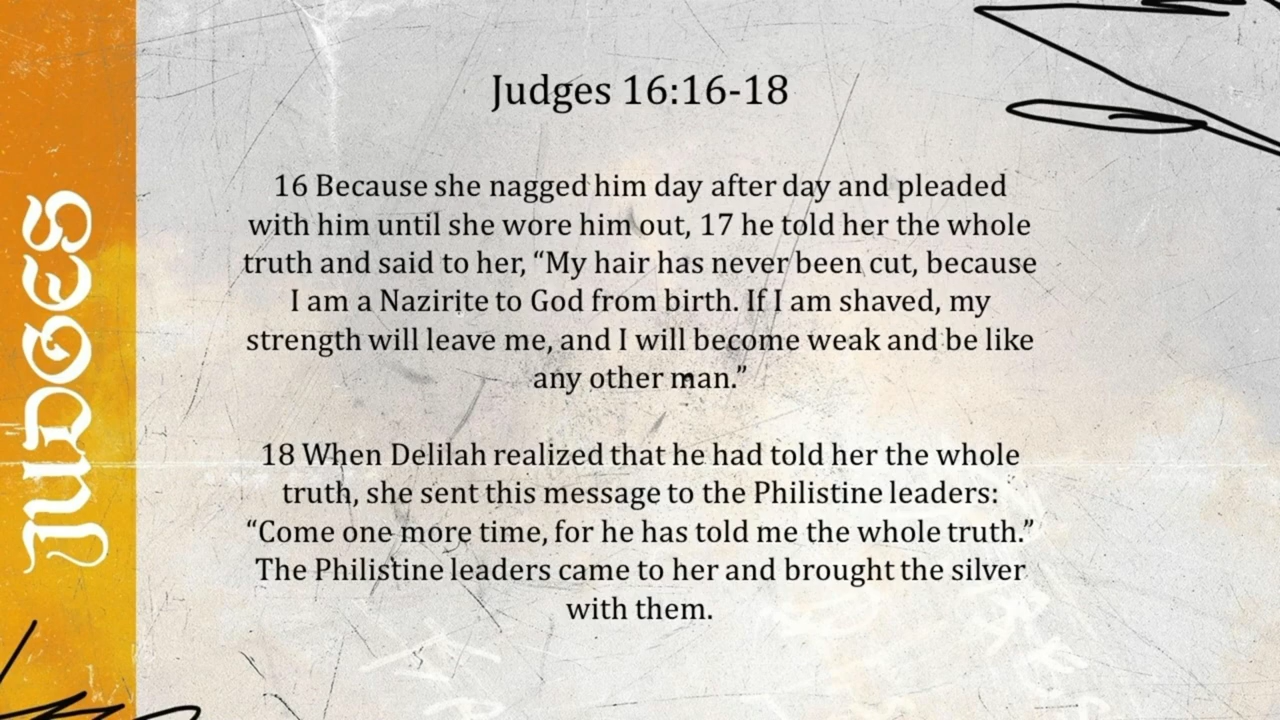 JUDGES
Judges 16:16-18
16 Because she nagged him day after day and pleaded
with him until she wore him out, 17 he told her the whole
truth and said to her, “My hair has never been cut, because
I am a Nazirite to God from birth. If I am shaved, my
strength will leave me, and I will become weak and be like
any other man.”
18 When Delilah realized that he had told her the whole
truth, she sent this message to the Philistine leaders:
“Come one more time, for he has told me the whole truth.”
The Philistine leaders came to her and brought the silver
with them.